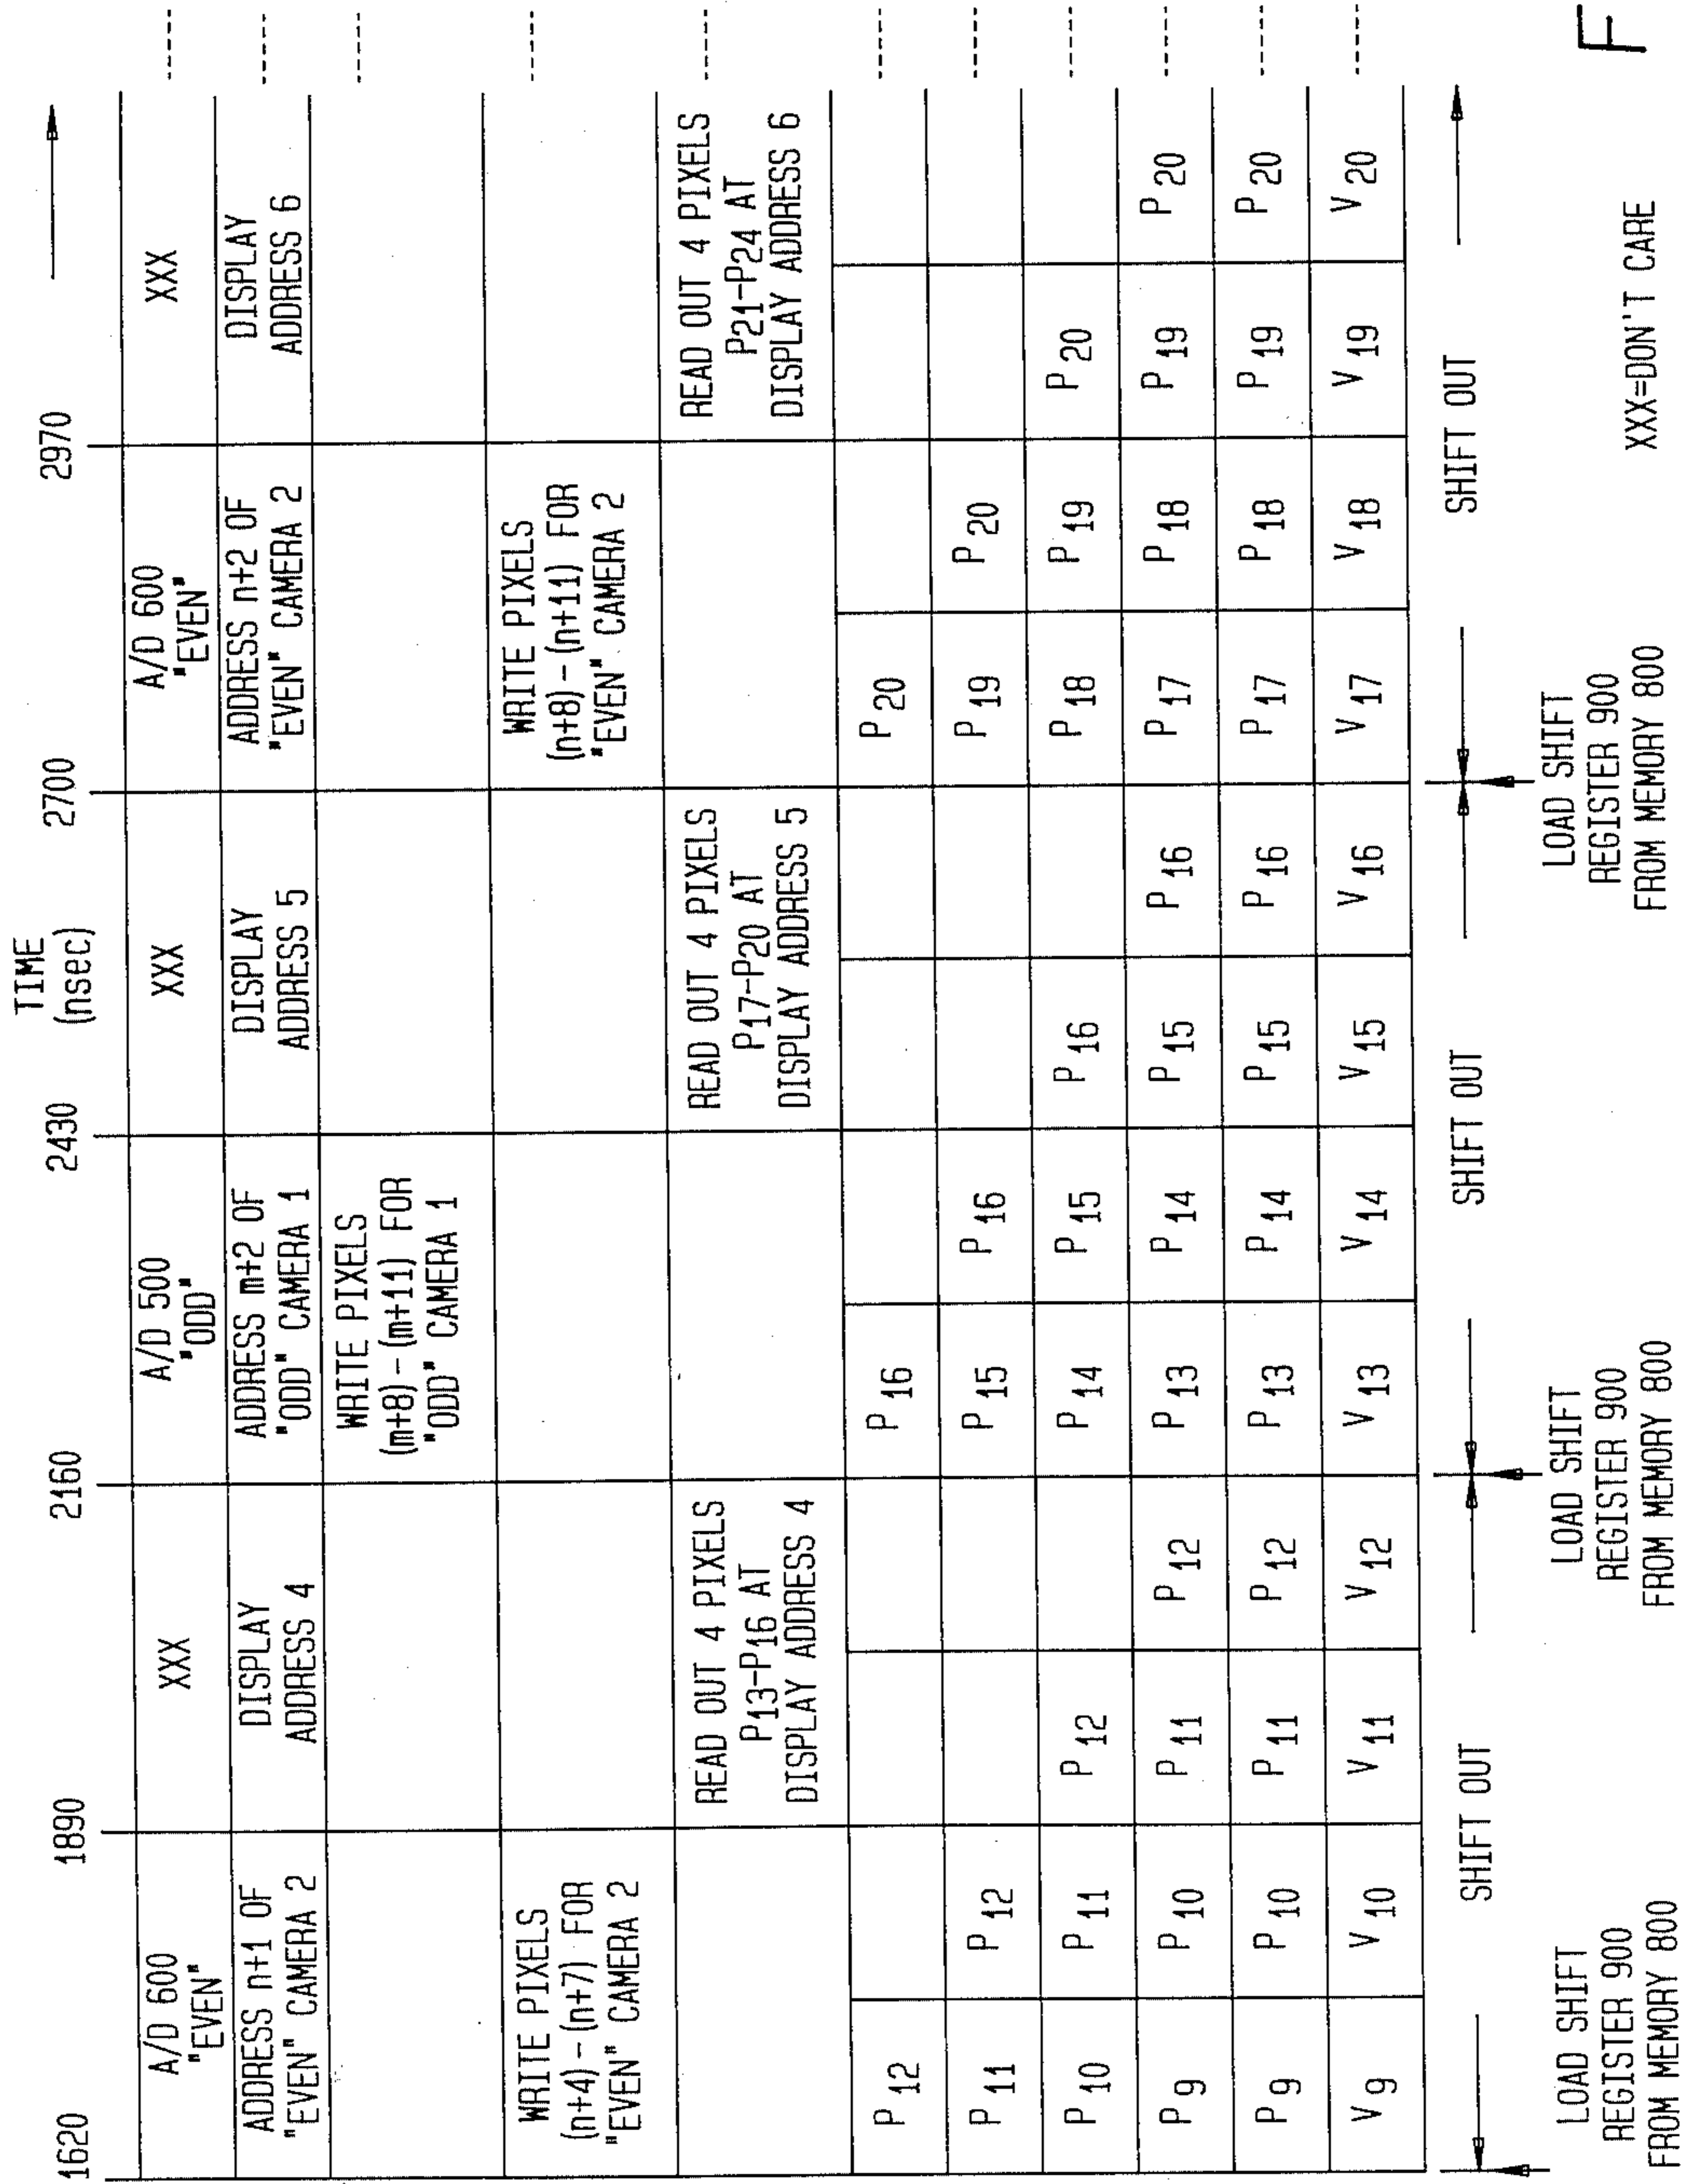 TIME
(nsec)
1620 1890 2160 2430 2700 2970
A/D 600
"EVEN"
XXX
A/D 500
"ODD"
XXX
A/D 600
"EVEN"
XXX
ADDRESS n+1 OF
"EVEN" CAMERA 2
DISPLAY
ADDRESS 4
ADDRESS m+2 OF
"ODD" CAMERA 1
DISPLAY
ADDRESS 5
ADDRESS n+2 OF
"EVEN" CAMERA 2
DISPLAY
ADDRESS 6
WRITE PIXELS
(m+8)-(m+11) FOR
"ODD" CAMERA 1
WRITE PIXELS
(n+4)-(n+7) FOR
"EVEN" CAMERA 2
WRITE PIXELS
(n+8)-(n+11) FOR
"EVEN" CAMERA 2
READ OUT 4 PIXELS
P13-P16 AT
DISPLAY ADDRESS 4
READ OUT 4 PIXELS
P17-P20 AT
DISPLAY ADDRESS 5
READ OUT 4 PIXELS
P21-P24 AT
DISPLAY ADDRESS 6
P12 P16 P20
P11 P12 P15 P16 P19 P20
P10 P11 P12 P14 P15 P16 P18 P19 P20
P9 P10 P11 P12 P13 P14 P15 P16 P17 P18 P19 P20
P9 P10 P11 P12 P13 P14 P15 P16 P17 P18 P19 P20
V9 V10 V11 V12 V13 V14 V15 V16 V17 V18 V19 V20
SHIFT OUT SHIFT OUT SHIFT OUT
LOAD SHIFT
REGISTER 900
FROM MEMORY 800
LOAD SHIFT
REGISTER 900
FROM MEMORY 800
LOAD SHIFT
REGISTER 900
FROM MEMORY 800
XXX=DON'T CARE
F